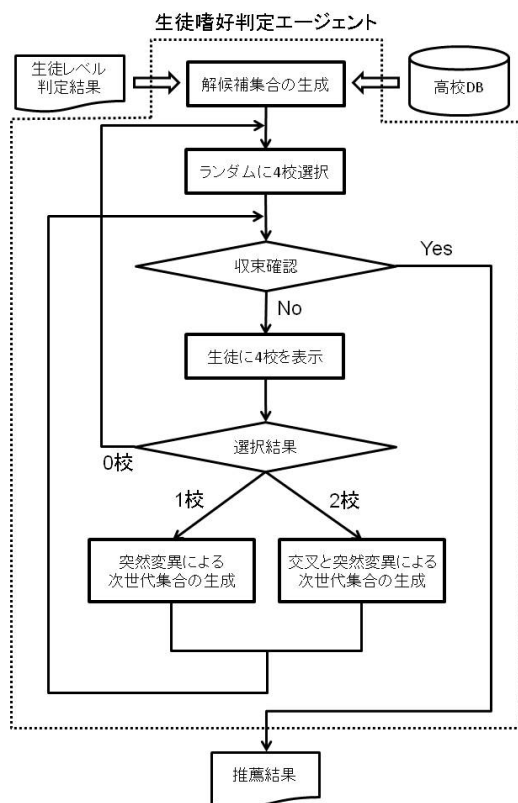 生徒嗜好判定エージェント
生徒レベル
判定結果
解候補集合の生成
高校DB
ランダムに4校選択
収束確認
Yes
No
生徒に4校を表示
選択結果
0校
1校
2校
突然変異による
次世代集合の生成
交叉と突然変異による
次世代集合の生成
推薦結果